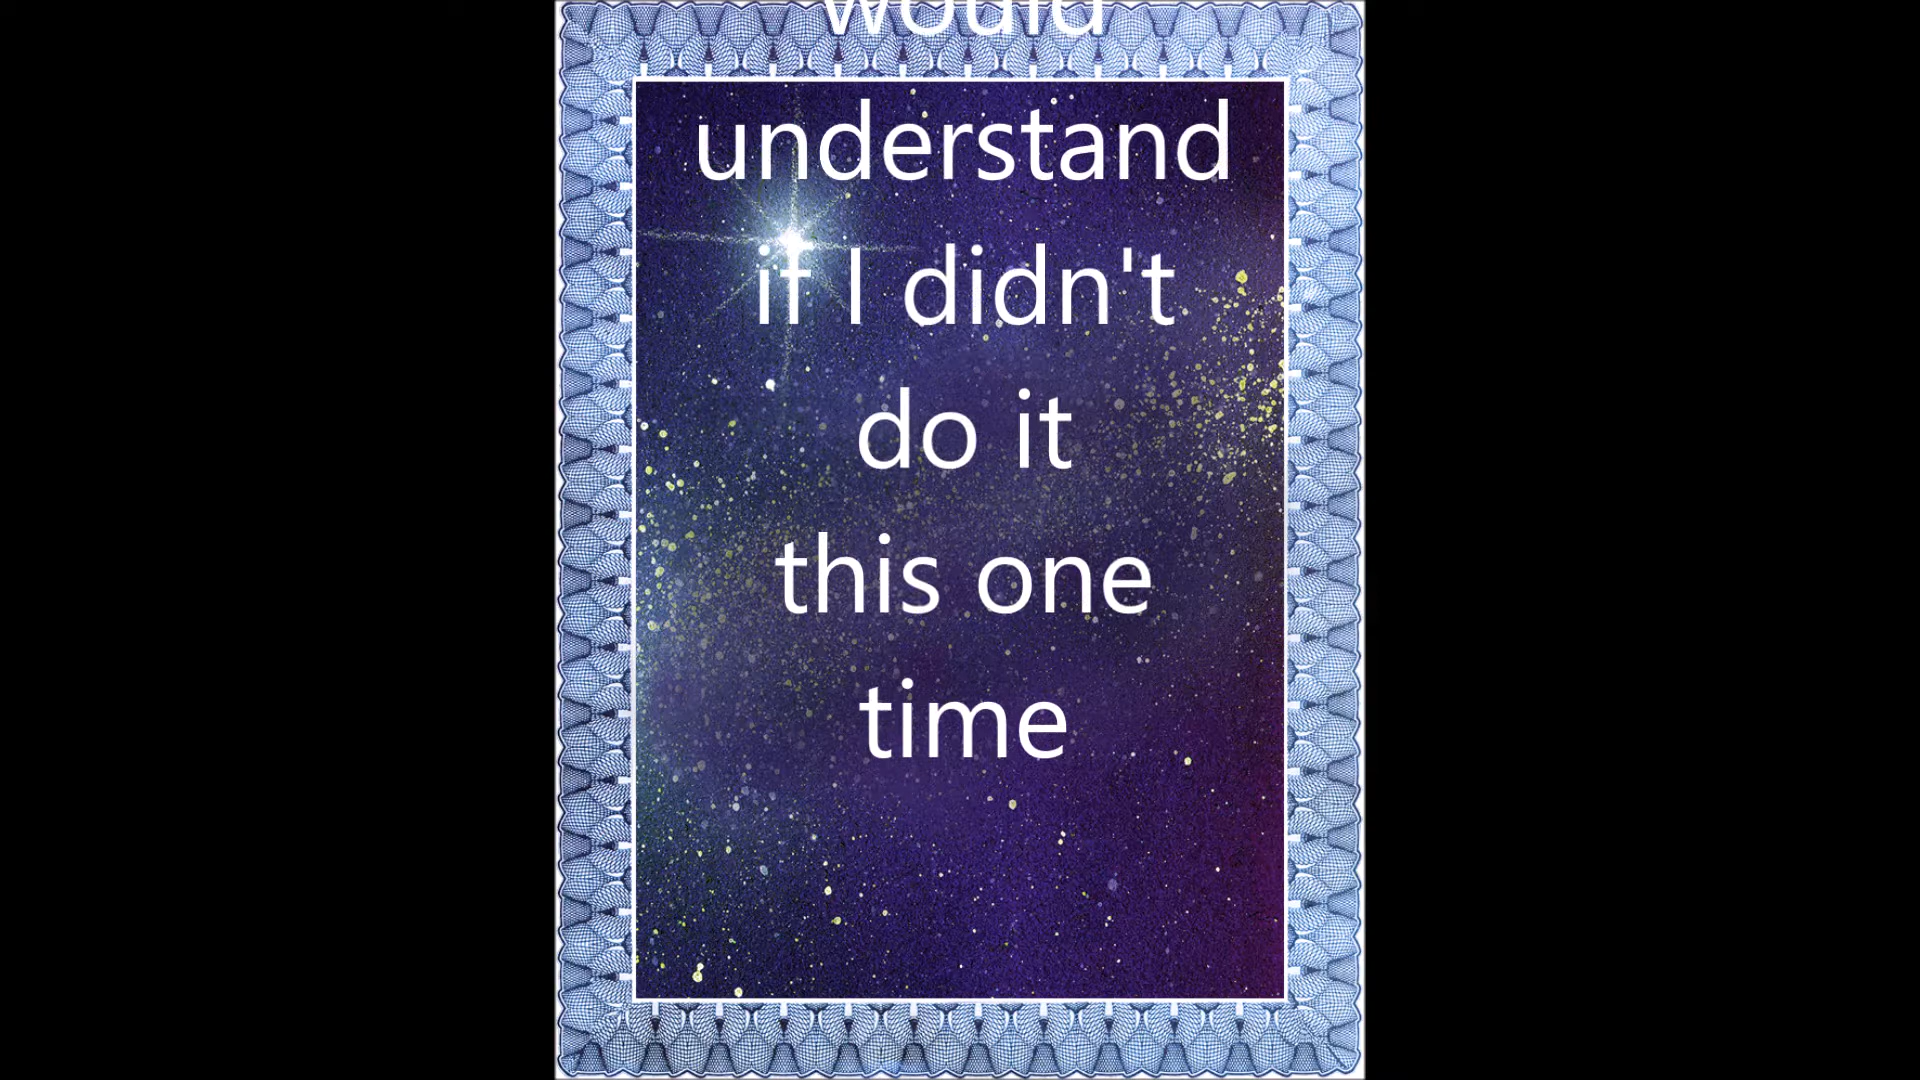 would
understand
if I didn't
do it
this one
time